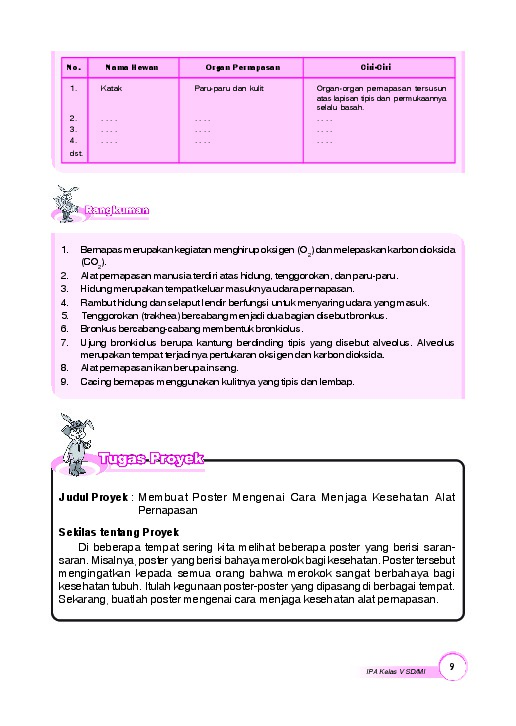 No. Nama Hewan Organ Pernapasan Ciri-Ciri
1. Katak Paru-paru dan kulit Organ-organ pernapasan tersusun
atas lapisan tipis dan permukaannya
selalu basah.
2. . . . . . . . . . . . .
3. . . . . . . . . . . . .
4. . . . . . . . . . . . .
dst.
Rangkuman
1. Bernapas merupakan kegiatan menghirup oksigen (O2) dan melepaskan karbon dioksida
(CO2).
2. Alat pernapasan manusia terdiri atas hidung, tenggorokan, dan paru-paru.
3. Hidung merupakan tempat keluar masuknya udara pernapasan.
4. Rambut hidung dan selaput lendir berfungsi untuk menyaring udara yang masuk.
5. Tenggorokan (trakhea) bercabang menjadi dua bagian disebut bronkus.
6. Bronkus bercabang-cabang membentuk bronkiolus.
7. Ujung bronkiolus berupa kantung berdinding tipis yang disebut alveolus. Alveolus
merupakan tempat terjadinya pertukaran oksigen dan karbon dioksida.
8. Alat pernapasan ikan berupa insang.
9. Cacing bernapas menggunakan kulitnya yang tipis dan lembap.
Tugas Proyek
Judul Proyek : Membuat Poster Mengenai Cara Menjaga Kesehatan Alat
Pernapasan
Sekilas tentang Proyek
Di beberapa tempat sering kita melihat beberapa poster yang berisi saran-
saran. Misalnya, poster yang berisi bahaya merokok bagi kesehatan. Poster tersebut
mengingatkan kepada semua orang bahwa merokok sangat berbahaya bagi
kesehatan tubuh. Itulah kegunaan poster-poster yang dipasang di berbagai tempat.
Sekarang, buatlah poster mengenai cara menjaga kesehatan alat pernapasan.
IPA Kelas V SD/MI 9